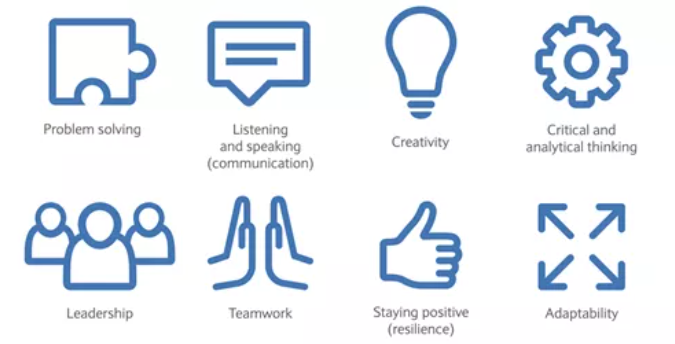 Problem solving
Listening
and speaking
(communication)
Creativity
Critical and
analytical thinking
Leadership
Teamwork
Staying positive
(resilience)
Adaptability